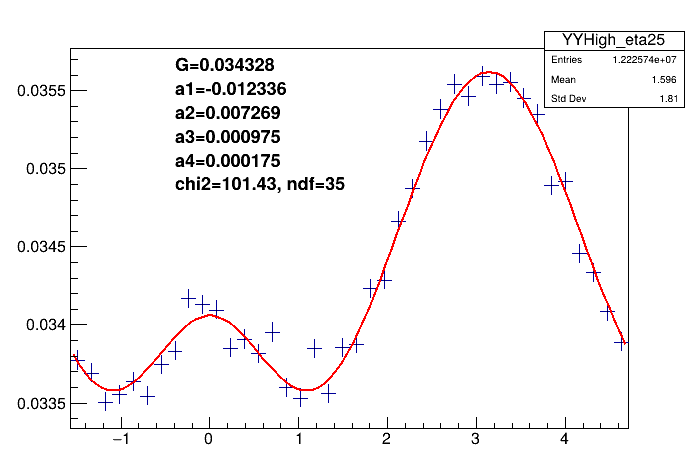 YYHigh_eta25
Entries 1.222574e+07
Mean 1.596
Std Dev 1.81
G=0.034328
a1=-0.012336
a2=0.007269
a3=0.000975
a4=0.000175
chi2=101.43, ndf=35
0.0355
0.035
0.0345
0.034
0.0335
−1 0 1 2 3 4